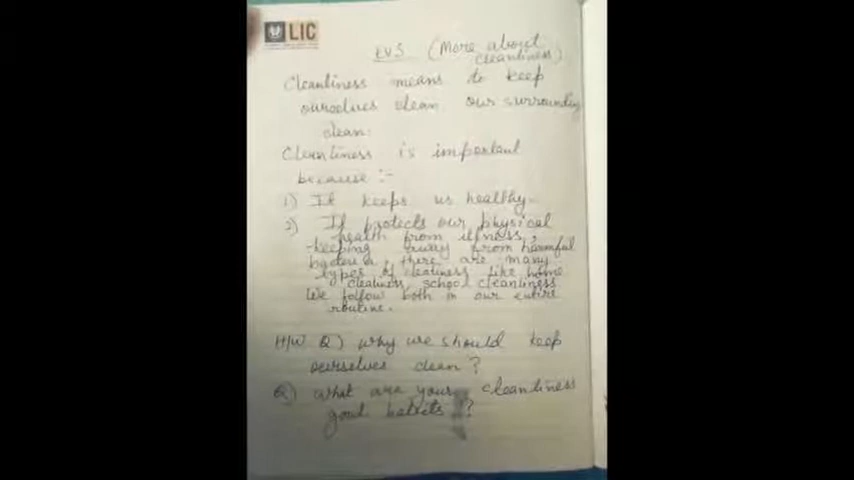 LIC
EVS (More about
cleanliness)
Cleanliness means to keep
ourselves clean our surrounding
clean.
Cleanliness is important
because :-
1) It keeps us healthy.
2) It protects our physical
health from illness,
keeping away from harmful
bacteria, there are many
types of cleanliness like home
cleanliness, school cleanliness
We follow both in our entire
routine.
H/W Q) why we should keep
ourselves clean ?
Q) what are your cleanliness
good habits ?